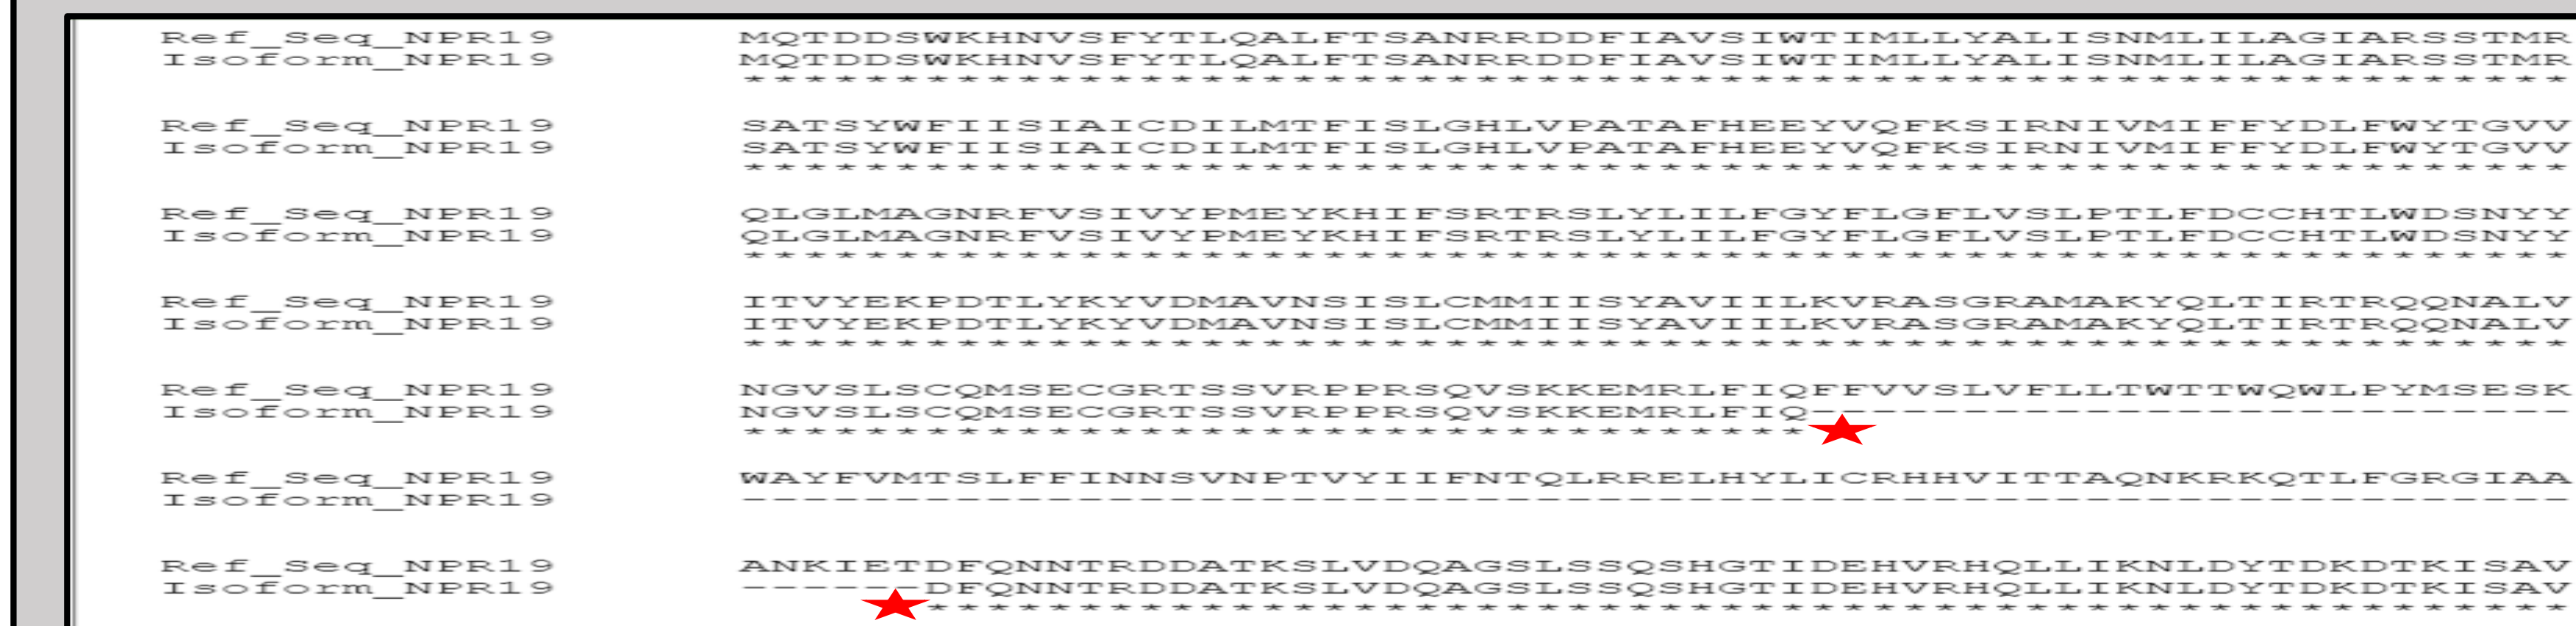 Ref_Seq_NPR19 MQTDDSWKHNVSFYTLQALFTSANRRDDFIAVSIWTIMLLYALISNMLILAGIARSSTMR
Isoform_NPR19 MQTDDSWKHNVSFYTLQALFTSANRRDDFIAVSIWTIMLLYALISNMLILAGIARSSTMR
************************************************************
Ref_Seq_NPR19 SATSYWFIISIAICDILMTFISLGHLVPATAFHEEYVQFKSIRNIVMIFFYDLFWYTGVV
Isoform_NPR19 SATSYWFIISIAICDILMTFISLGHLVPATAFHEEYVQFKSIRNIVMIFFYDLFWYTGVV
************************************************************
Ref_Seq_NPR19 QLGLMAGNRFVSIVYPMEYKHIFSRTRSLYLILFGYFLGFLVSLPTLFDCCHTLWDSNYY
Isoform_NPR19 QLGLMAGNRFVSIVYPMEYKHIFSRTRSLYLILFGYFLGFLVSLPTLFDCCHTLWDSNYY
************************************************************
Ref_Seq_NPR19 ITVYEKPDTLYKYVDMAVNSISLCMMIISYAVIILKVRASGRAMAKYQLTIRTRQQNALV
Isoform_NPR19 ITVYEKPDTLYKYVDMAVNSISLCMMIISYAVIILKVRASGRAMAKYQLTIRTRQQNALV
************************************************************
Ref_Seq_NPR19 NGVSLSCQMSECGRTSSVRPPRSQVSKKEMRLFIQFFVVSLVFLLTWTTWQWLPYMSESK
Isoform_NPR19 NGVSLSCQMSECGRTSSVRPPRSQVSKKEMRLFIQ-------------------------
***********************************
Ref_Seq_NPR19 WAYFVMTSLFFINNSVNPTVYIIFNTQLRRELHYLICRHHVITTAQNKRKQTLFGRGIAA
Isoform_NPR19 ------------------------------------------------------------
Ref_Seq_NPR19 ANKIETDFQNNTRDDATKSLVDQAGSLSSQSHGTIDEHVRHQLLIKNLDYTDKDTKISAV
Isoform_NPR19 ------DFQNNTRDDATKSLVDQAGSLSSQSHGTIDEHVRHQLLIKNLDYTDKDTKISAV
******************************************************